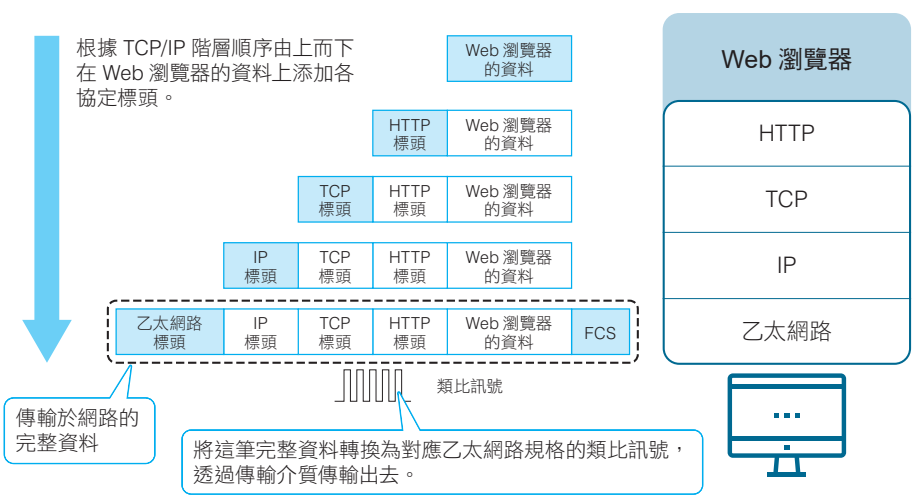 根據 TCP/IP 階層順序由上而下
在 Web 瀏覽器的資料上添加各
協定標頭。
Web 瀏覽器
的資料
HTTP
標頭
Web 瀏覽器
的資料
TCP
標頭
HTTP
標頭
Web 瀏覽器
的資料
IP
標頭
TCP
標頭
HTTP
標頭
Web 瀏覽器
的資料
乙太網路
標頭
IP
標頭
TCP
標頭
HTTP
標頭
Web 瀏覽器
的資料
FCS
類比訊號
傳輸於網路的
完整資料
將這筆完整資料轉換為對應乙太網路規格的類比訊號，
透過傳輸介質傳輸出去。
Web 瀏覽器
HTTP
TCP
IP
乙太網路